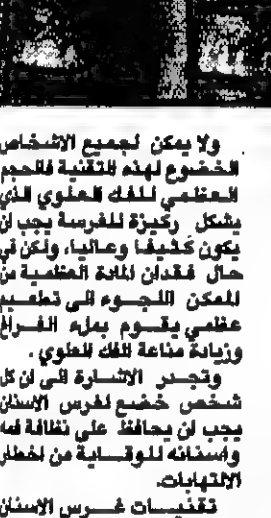 ولا يمكن لجميع الاشخاص
الخضوع لهذه التقنية فالحجم
العظمي للفك العلوي الذي
يشكل ركيزة للغرسة يجب ان
يكون كثيفا وعاليا، ولكن في
حال فقدان المادة العظمية من
الممكن اللجوء الى تطعيم
عظمي يقوم بملء الفراغ
وزيادة مناعة الفك العلوي .
وتجدر الاشارة الى ان كل
شخص خضع لغرس الاسنان
يجب ان يحافظ على نظافة فمه
واسنانه للوقاية من اخطار
الالتهابات.
تقنيات غرس الاسنان